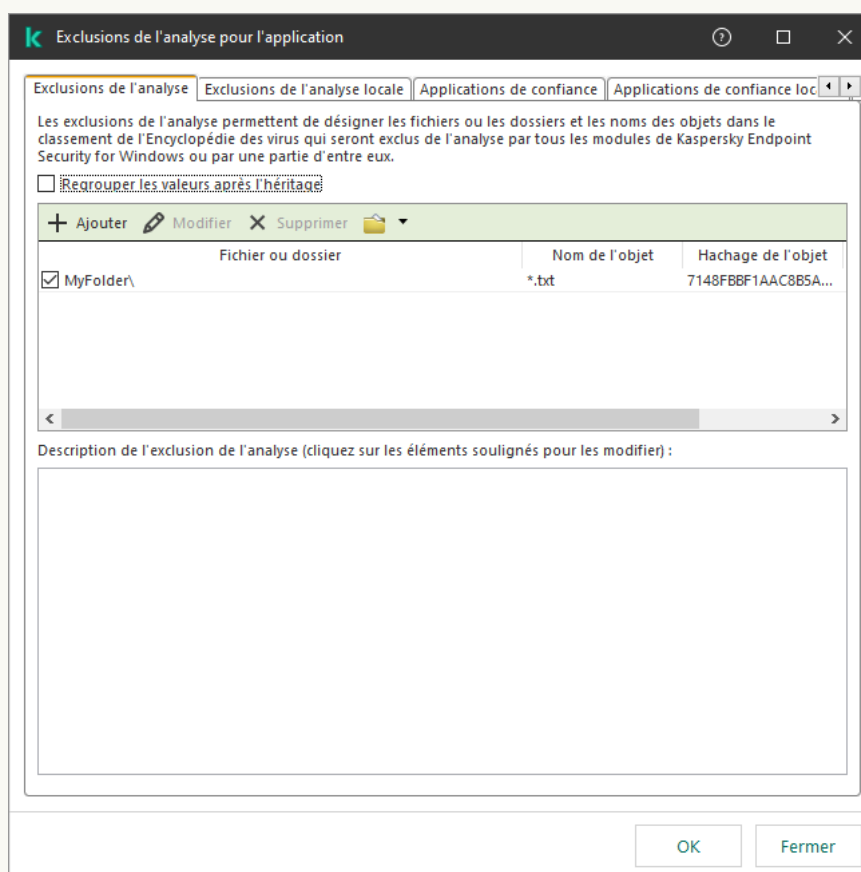 Exclusions de l'analyse pour l'application
Exclusions de l'analyse
Exclusions de l'analyse locale
Applications de confiance
Applications de confiance loc
Les exclusions de l'analyse permettent de désigner les fichiers ou les dossiers et les noms des objets dans le
classement de l'Encyclopédie des virus qui seront exclus de l'analyse par tous les modules de Kaspersky Endpoint
Security for Windows ou par une partie d'entre eux.
Regrouper les valeurs après l'héritage
Ajouter Modifier Supprimer
Fichier ou dossier Nom de l'objet Hachage de l'objet
MyFolder\ *.txt 7148FBBF1AAC8B5A...
Description de l'exclusion de l'analyse (cliquez sur les éléments soulignés pour les modifier) :
OK Fermer